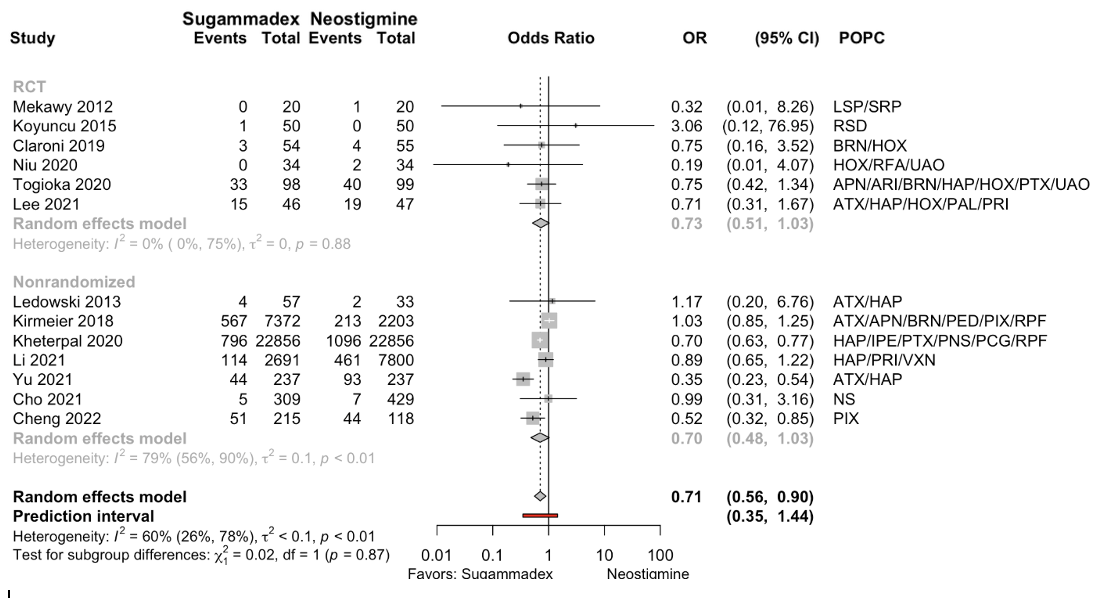 Sugammadex Neostigmine
Study Events Total Events Total Odds Ratio OR (95% CI) POPC
RCT
Mekawy 2012 0 20 1 20 0.32 (0.01, 8.26) LSP/SRP
Koyuncu 2015 1 50 0 50 3.06 (0.12, 76.95) RSD
Claroni 2019 3 54 4 55 0.75 (0.16, 3.52) BRN/HOX
Niu 2020 0 34 2 34 0.19 (0.01, 4.07) HOX/RFA/UAO
Togioka 2020 33 98 40 99 0.75 (0.42, 1.34) APN/ARI/BRN/HAP/HOX/PTX/UAO
Lee 2021 15 46 19 47 0.71 (0.31, 1.67) ATX/HAP/HOX/PAL/PRI
Random effects model 0.73 (0.51, 1.03)
Heterogeneity: I² = 0% ( 0%, 75%), τ² = 0, p = 0.88
Nonrandomized
Ledowski 2013 4 57 2 33 1.17 (0.20, 6.76) ATX/HAP
Kirmeier 2018 567 7372 213 2203 1.03 (0.85, 1.25) ATX/APN/BRN/PED/PIX/RPF
Kheterpal 2020 796 22856 1096 22856 0.70 (0.63, 0.77) HAP/IPE/PTX/PNS/PCG/RPF
Li 2021 114 2691 461 7800 0.89 (0.65, 1.22) HAP/PRI/VXN
Yu 2021 44 237 93 237 0.35 (0.23, 0.54) ATX/HAP
Cho 2021 5 309 7 429 0.99 (0.31, 3.16) NS
Cheng 2022 51 215 44 118 0.52 (0.32, 0.85) PIX
Random effects model 0.70 (0.48, 1.03)
Heterogeneity: I² = 79% (56%, 90%), τ² = 0.1, p < 0.01
Random effects model 0.71 (0.56, 0.90)
Prediction interval (0.35, 1.44)
Heterogeneity: I² = 60% (26%, 78%), τ² < 0.1, p < 0.01
Test for subgroup differences: χ²₁ = 0.02, df = 1 (p = 0.87)
0.01 0.1 1 10 100
Favors: Sugammadex Neostigmine